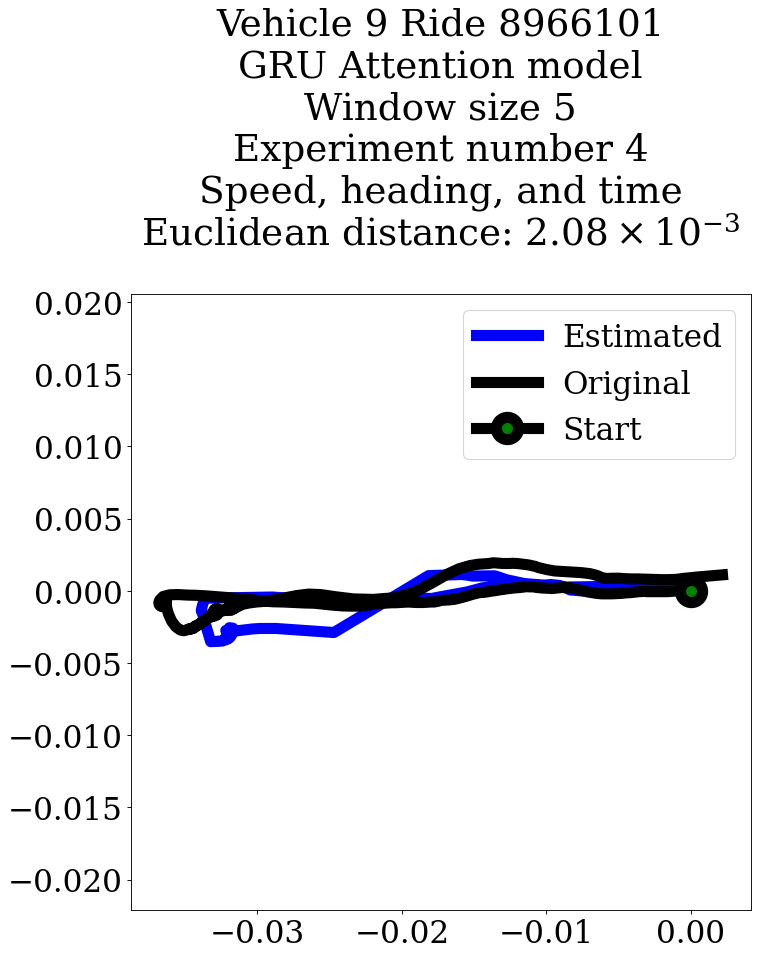 Vehicle 9 Ride 8966101
GRU Attention model
Window size 5
Experiment number 4
Speed, heading, and time
Euclidean distance: 2.08 × 10⁻³
Estimated
Original
Start
0.020
0.015
0.010
0.005
0.000
−0.005
−0.010
−0.015
−0.020
−0.03 −0.02 −0.01 0.00